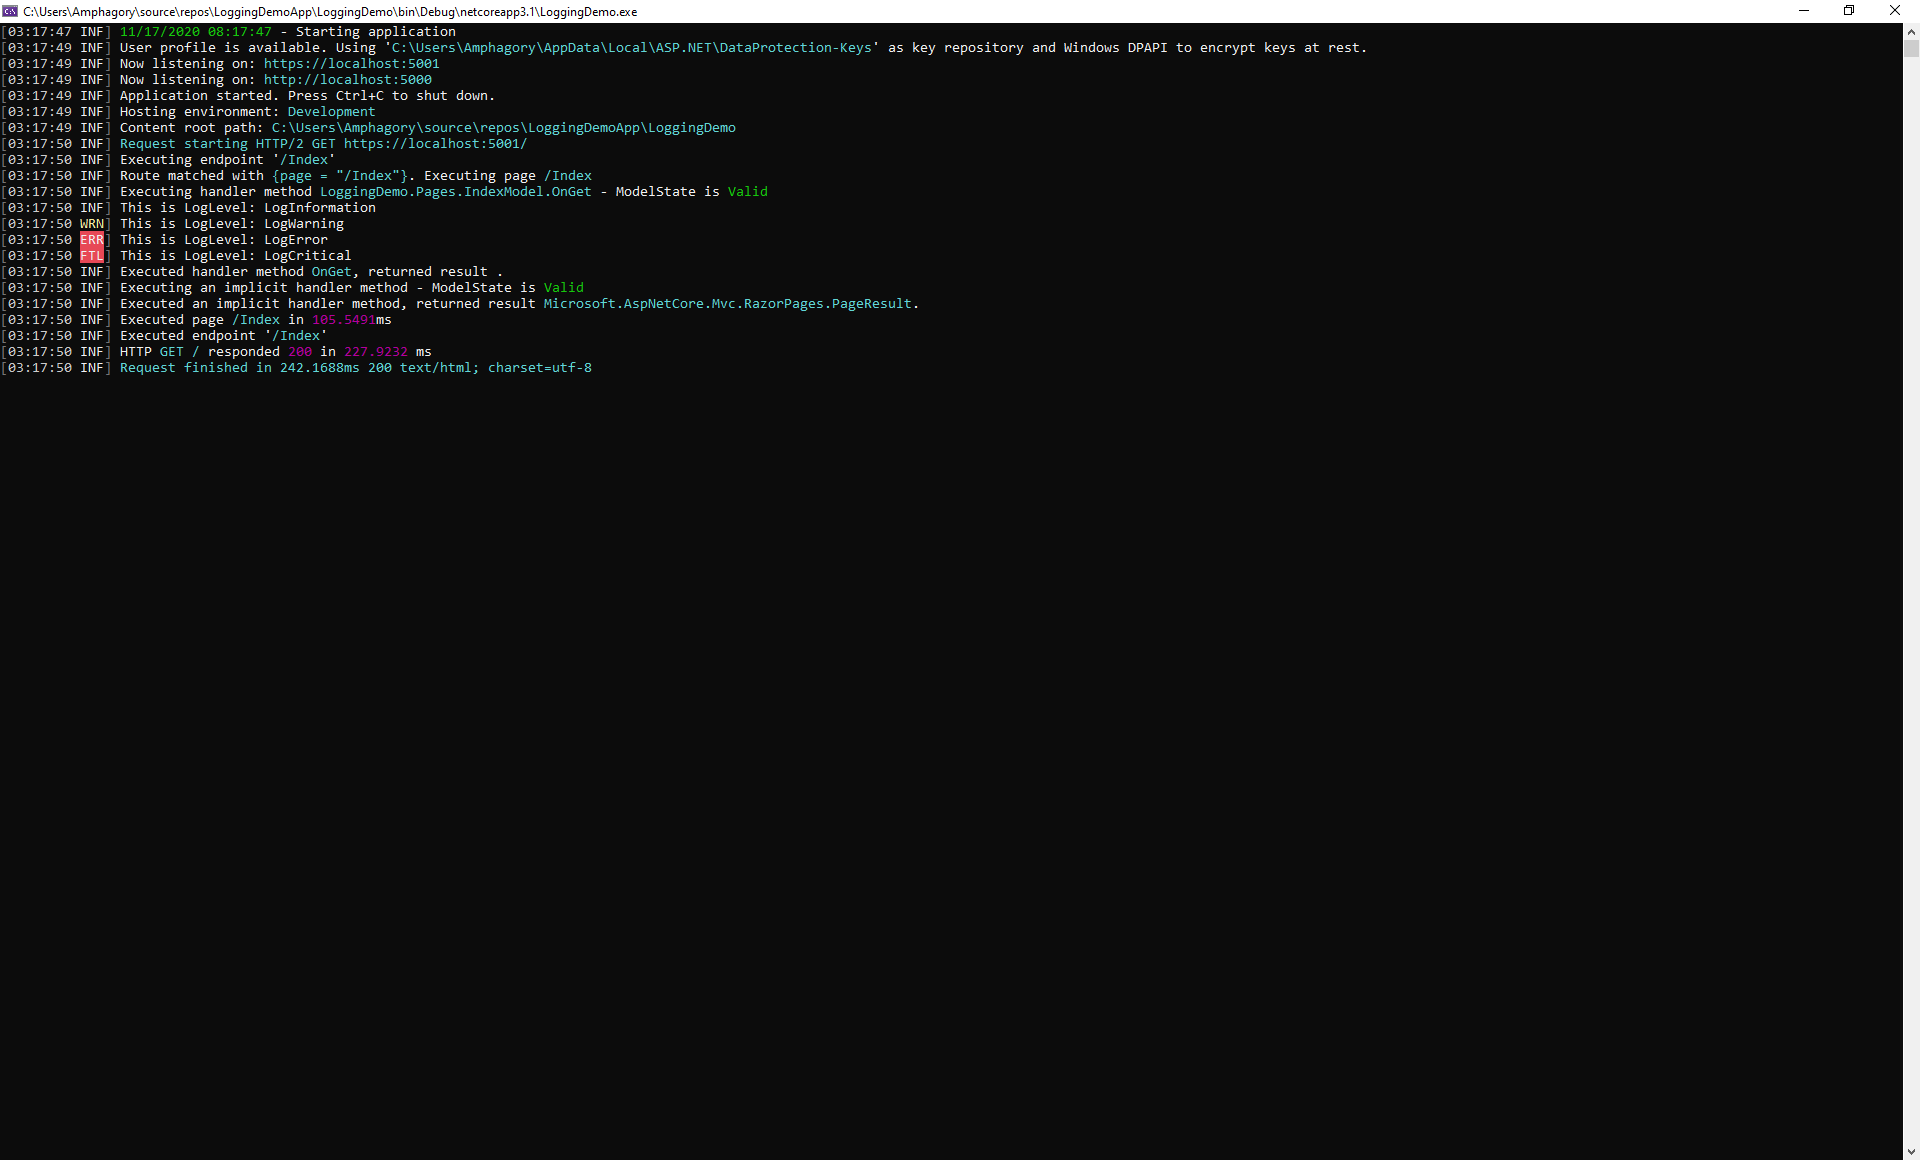 C:\Users\Amphagory\source\repos\LoggingDemoApp\LoggingDemo\bin\Debug\netcoreapp3.1\LoggingDemo.exe
[03:17:47 INF] 11/17/2020 08:17:47 - Starting application
[03:17:49 INF] User profile is available. Using 'C:\Users\Amphagory\AppData\Local\ASP.NET\DataProtection-Keys' as key repository and Windows DPAPI to encrypt keys at rest.
[03:17:49 INF] Now listening on: https://localhost:5001
[03:17:49 INF] Now listening on: http://localhost:5000
[03:17:49 INF] Application started. Press Ctrl+C to shut down.
[03:17:49 INF] Hosting environment: Development
[03:17:49 INF] Content root path: C:\Users\Amphagory\source\repos\LoggingDemoApp\LoggingDemo
[03:17:50 INF] Request starting HTTP/2 GET https://localhost:5001/
[03:17:50 INF] Executing endpoint '/Index'
[03:17:50 INF] Route matched with {page = "/Index"}. Executing page /Index
[03:17:50 INF] Executing handler method LoggingDemo.Pages.IndexModel.OnGet - ModelState is Valid
[03:17:50 INF] This is LogLevel: LogInformation
[03:17:50 WRN] This is LogLevel: LogWarning
[03:17:50 ERR] This is LogLevel: LogError
[03:17:50 FTL] This is LogLevel: LogCritical
[03:17:50 INF] Executed handler method OnGet, returned result .
[03:17:50 INF] Executing an implicit handler method - ModelState is Valid
[03:17:50 INF] Executed an implicit handler method, returned result Microsoft.AspNetCore.Mvc.RazorPages.PageResult.
[03:17:50 INF] Executed page /Index in 105.5491ms
[03:17:50 INF] Executed endpoint '/Index'
[03:17:50 INF] HTTP GET / responded 200 in 227.9232 ms
[03:17:50 INF] Request finished in 242.1688ms 200 text/html; charset=utf-8